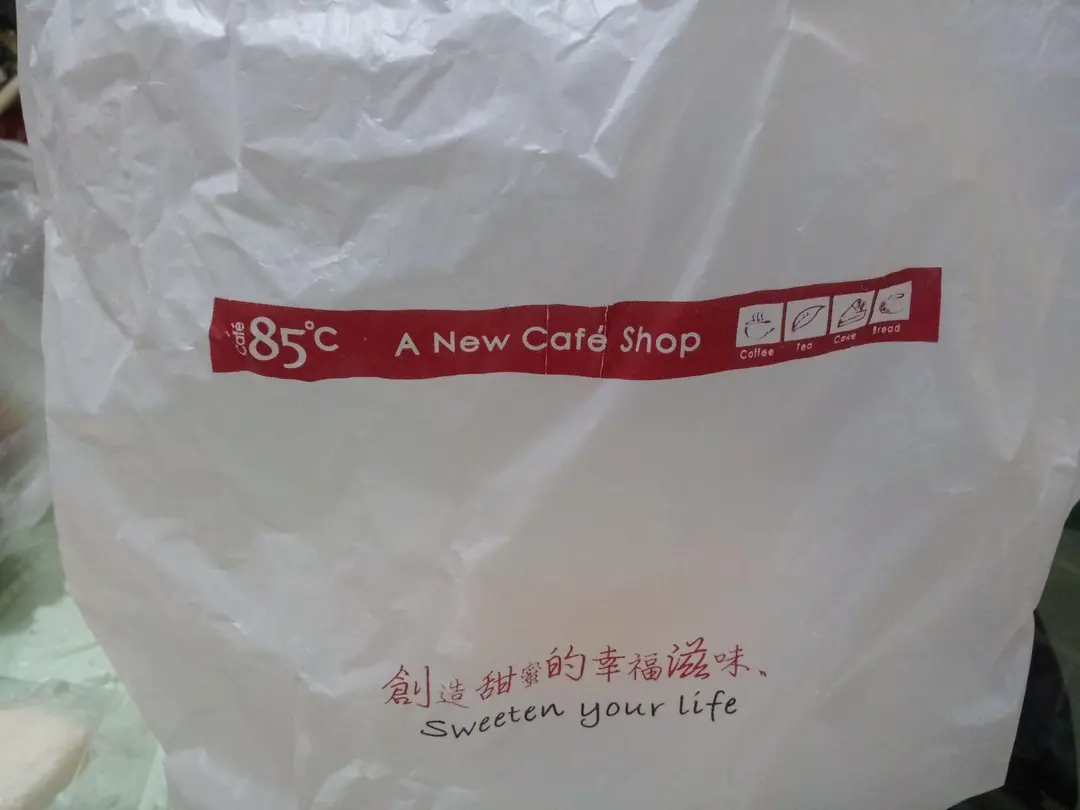 Café 85°C A New Café Shop
Coffee Tea Cake Bread
創造甜蜜的幸福滋味、
Sweeten your life